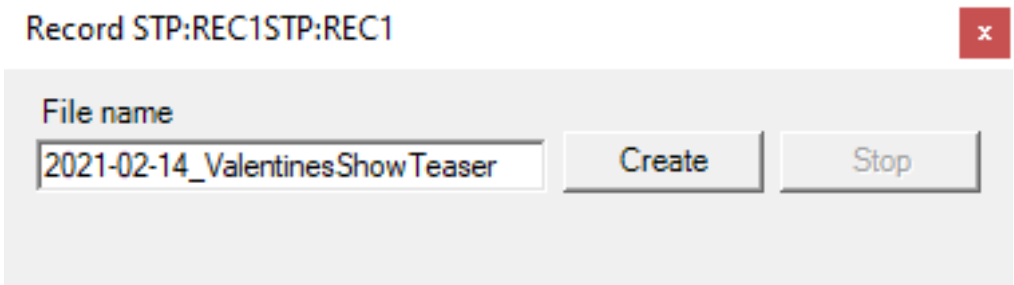 Record STP:REC1STP:REC1
x
File name
2021-02-14_ValentinesShowTeaser
Create
Stop